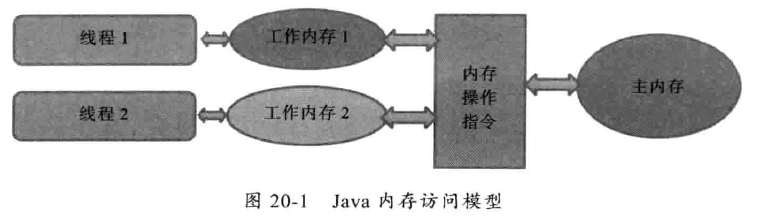 线程1
工作内存1
线程2
工作内存2
内存
操作
指令
主内存
图 20-1 Java 内存访问模型